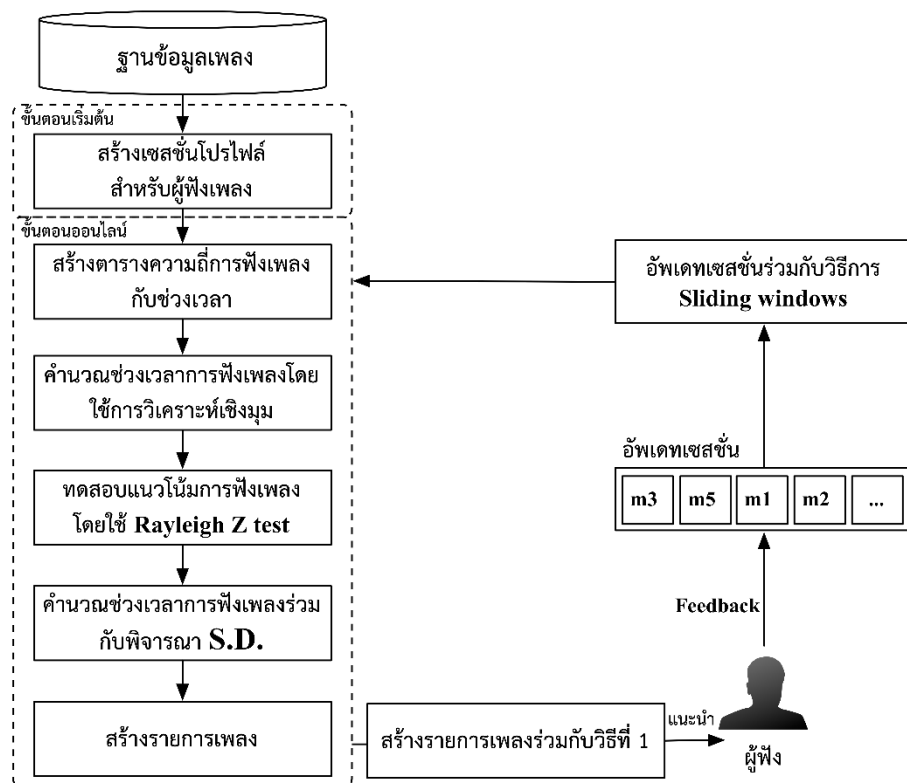 ฐานข้อมูลเพลง
ขั้นตอนเริ่มต้น
สร้างเซสชั่นโปรไฟล์
สำหรับผู้ฟังเพลง
ขั้นตอนออนไลน์
สร้างตารางความถี่การฟังเพลง
กับช่วงเวลา
คำนวณช่วงเวลาการฟังเพลงโดย
ใช้การวิเคราะห์เชิงมุม
ทดสอบแนวโน้มการฟังเพลง
โดยใช้ Rayleigh Z test
คำนวณช่วงเวลาการฟังเพลงร่วม
กับพิจารณา S.D.
สร้างรายการเพลง
สร้างรายการเพลงร่วมกับวิธีที่ 1
แนะนำ
ผู้ฟัง
Feedback
อัพเดทเซสชั่น
m3 m5 m1 m2 ...
อัพเดทเซสชั่นร่วมกับวิธีการ
Sliding windows